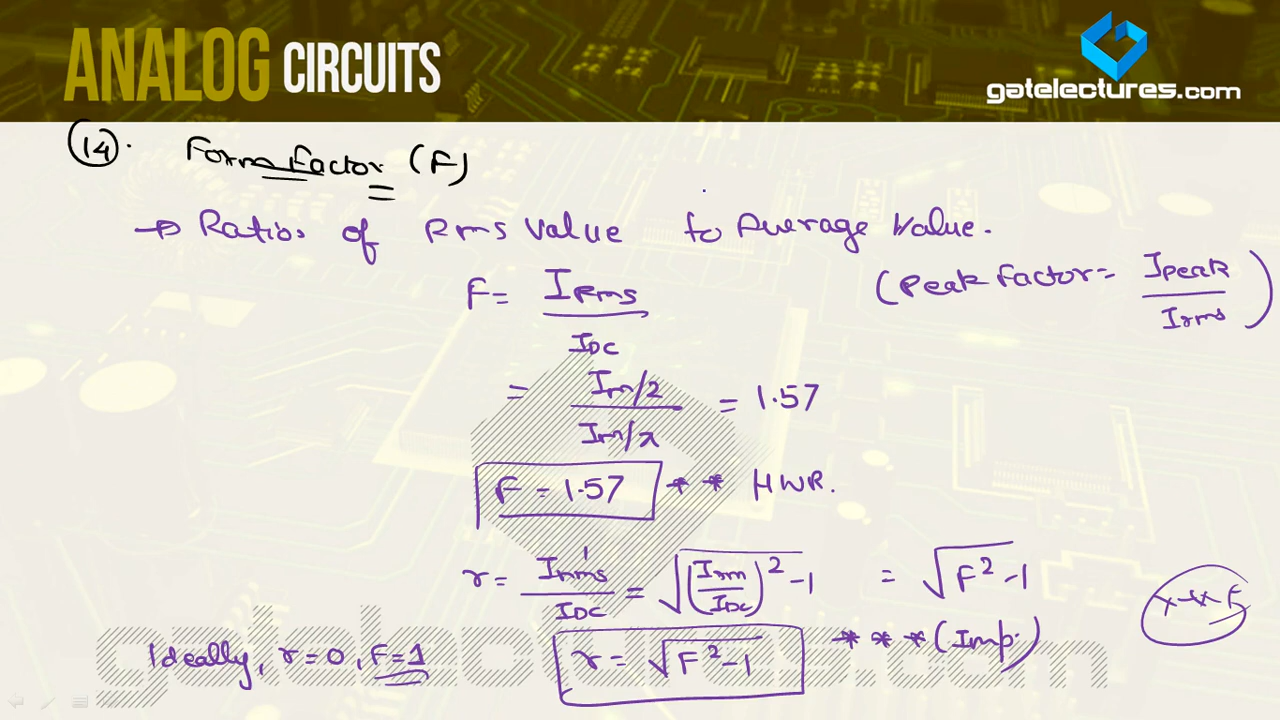 ANALOG CIRCUITS
gatelectures.com
(14). Form Factor (F)
→ Ratios of Rms Value to Average Value.
F = IRms / IDC
(Peak factor = IPeak / Irms)
= Im/2 / Im/π = 1.57
F = 1.57 * * HWR.
r = I'rms / IDC = √(Irm/IDC)² - 1 = √F² - 1
r = √F² - 1 * * * (Imp.)
Ideally, r = 0, F = 1
gatelectures.com